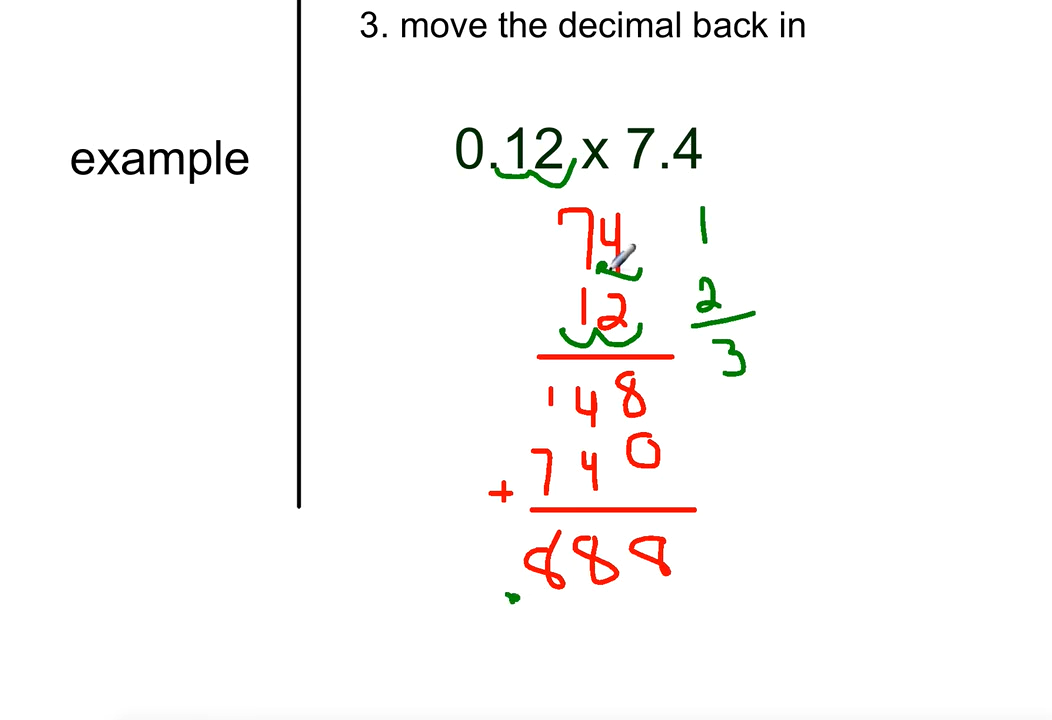 3. move the decimal back in
example
0.12 x 7.4
74 1
12 2
3
148
+ 740
.888